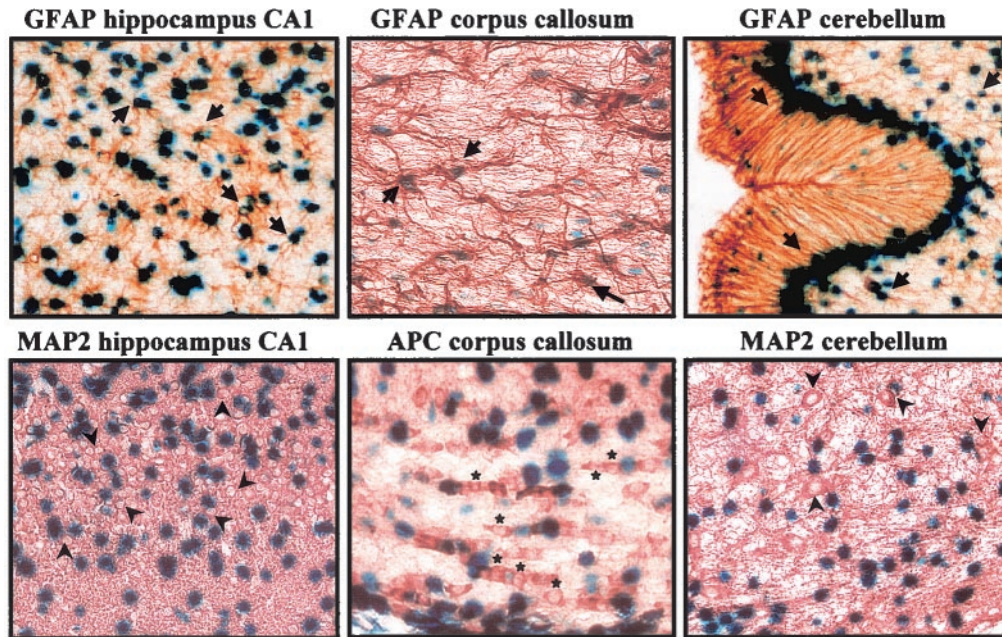 GFAP hippocampus CA1
GFAP corpus callosum
GFAP cerebellum
MAP2 hippocampus CA1
APC corpus callosum
MAP2 cerebellum